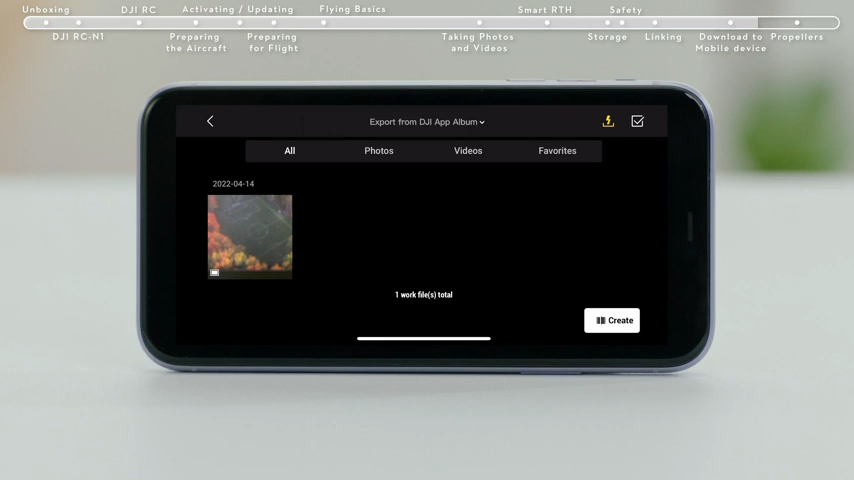 Unboxing
DJI RC
Activating / Updating
Flying Basics
Smart RTH
Safety
DJI RC-N1
Preparing
the Aircraft
Preparing
for Flight
Taking Photos
and Videos
Storage
Linking
Download to
Mobile device
Propellers
Export from DJI App Album
All
Photos
Videos
Favorites
2022-04-14
1 work file(s) total
Create